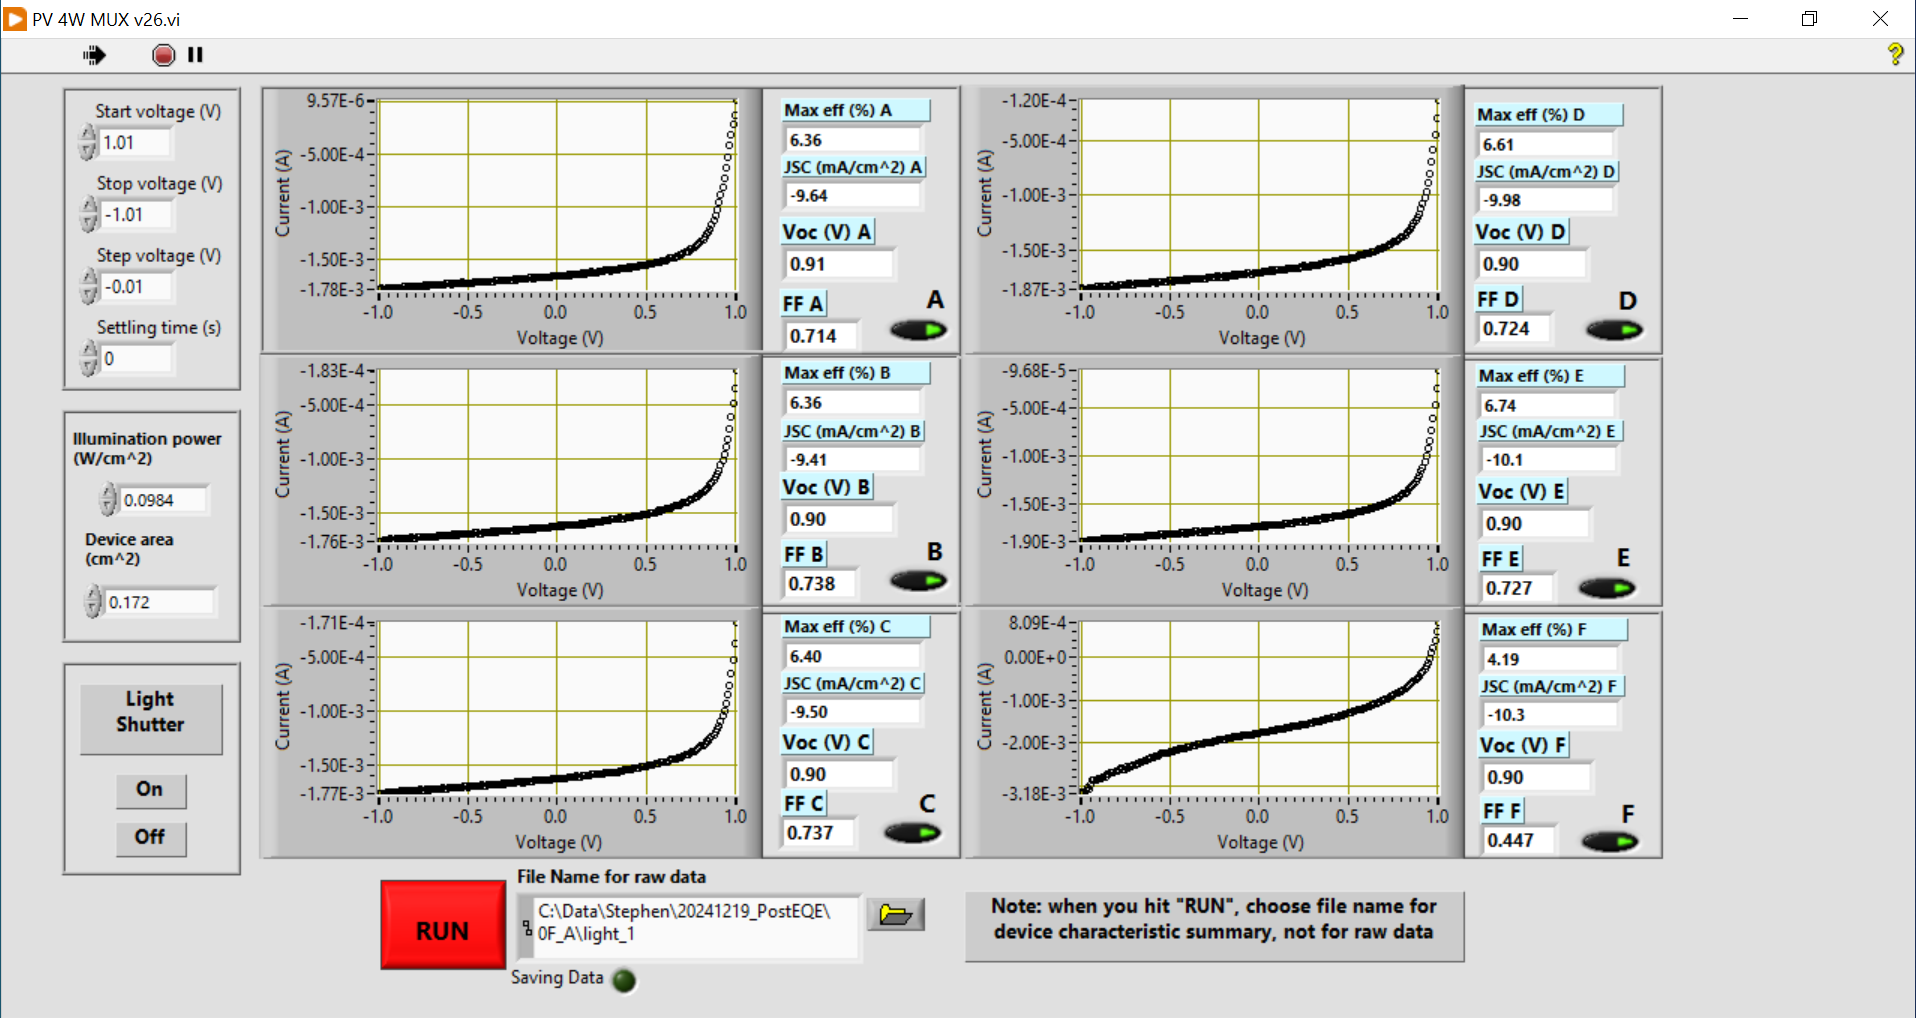 PV 4W MUX v26.vi
Start voltage (V)
1.01
Stop voltage (V)
-1.01
Step voltage (V)
-0.01
Settling time (s)
0
Illumination power
(W/cm^2)
0.0984
Device area
(cm^2)
0.172
Light
Shutter
On
Off
9.57E-6
-5.00E-4
-1.00E-3
-1.50E-3
-1.78E-3
Current (A)
-1.0 -0.5 0.0 0.5 1.0
Voltage (V)
Max eff (%) A
6.36
JSC (mA/cm^2) A
-9.64
Voc (V) A
0.91
FF A
0.714
A
-1.20E-4
-5.00E-4
-1.00E-3
-1.50E-3
-1.87E-3
Current (A)
-1.0 -0.5 0.0 0.5 1.0
Voltage (V)
Max eff (%) D
6.61
JSC (mA/cm^2) D
-9.98
Voc (V) D
0.90
FF D
0.724
D
-1.83E-4
-5.00E-4
-1.00E-3
-1.50E-3
-1.76E-3
Current (A)
-1.0 -0.5 0.0 0.5 1.0
Voltage (V)
Max eff (%) B
6.36
JSC (mA/cm^2) B
-9.41
Voc (V) B
0.90
FF B
0.738
B
-9.68E-5
-5.00E-4
-1.00E-3
-1.50E-3
-1.90E-3
Current (A)
-1.0 -0.5 0.0 0.5 1.0
Voltage (V)
Max eff (%) E
6.74
JSC (mA/cm^2) E
-10.1
Voc (V) E
0.90
FF E
0.727
E
-1.71E-4
-5.00E-4
-1.00E-3
-1.50E-3
-1.77E-3
Current (A)
-1.0 -0.5 0.0 0.5 1.0
Voltage (V)
Max eff (%) C
6.40
JSC (mA/cm^2) C
-9.50
Voc (V) C
0.90
FF C
0.737
C
8.09E-4
0.00E+0
-1.00E-3
-2.00E-3
-3.18E-3
Current (A)
-1.0 -0.5 0.0 0.5 1.0
Voltage (V)
Max eff (%) F
4.19
JSC (mA/cm^2) F
-10.3
Voc (V) F
0.90
FF F
0.447
F
RUN
File Name for raw data
C:\Data\Stephen\20241219_PostEQE\
0F_A\light_1
Saving Data
Note: when you hit "RUN", choose file name for
device characteristic summary, not for raw data